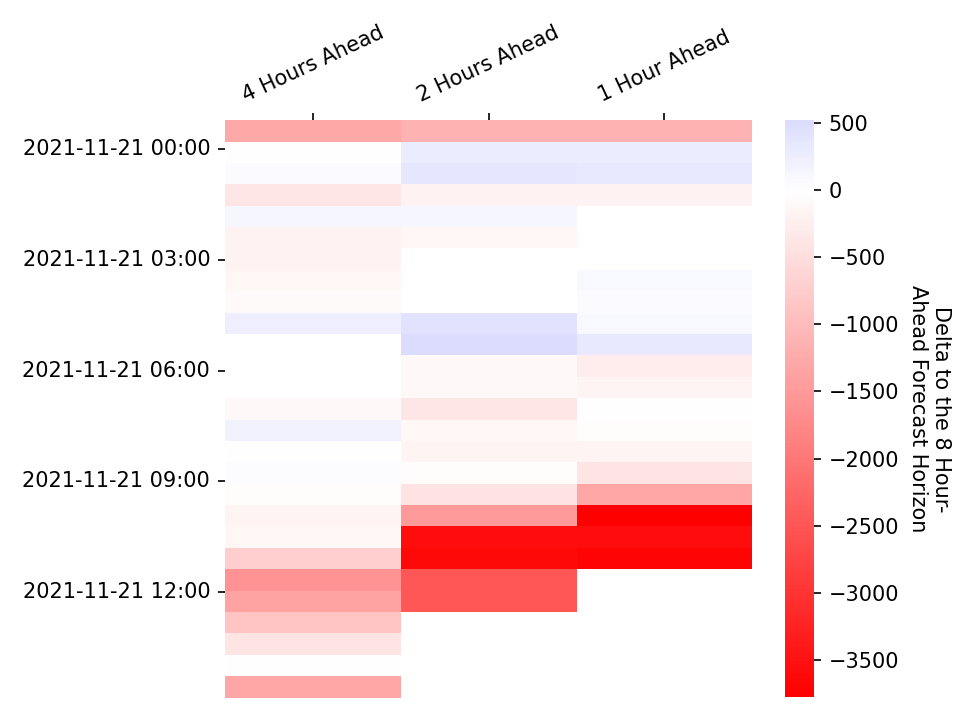 4 Hours Ahead
2 Hours Ahead
1 Hour Ahead
2021-11-21 00:00
2021-11-21 03:00
2021-11-21 06:00
2021-11-21 09:00
2021-11-21 12:00
500
0
−500
−1000
−1500
−2000
−2500
−3000
−3500
Delta to the 8 Hour-
Ahead Forecast Horizon